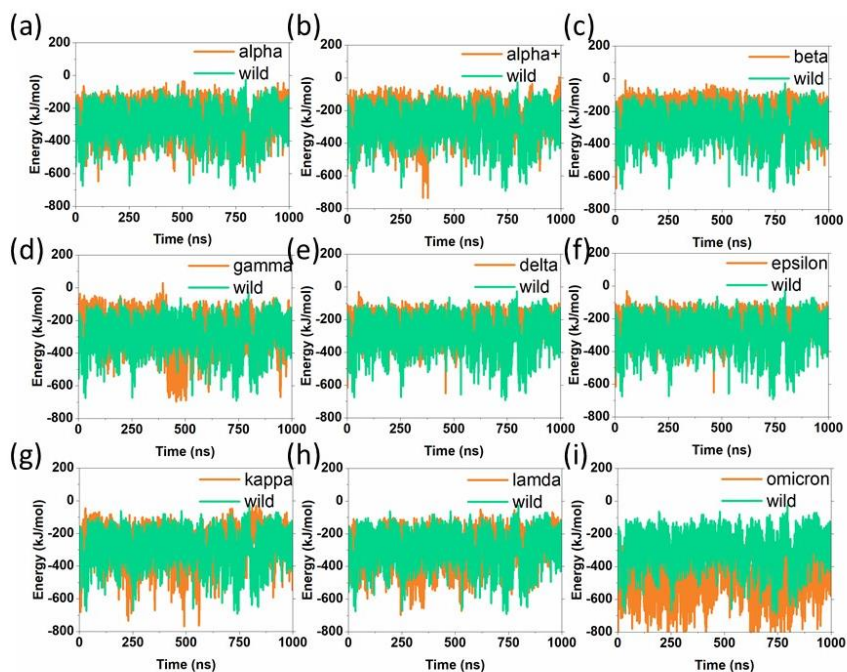 (a)
alpha
wild
200
0
-200
-400
-600
-800
Energy (kJ/mol)
0 250 500 750 1000
Time (ns)
(b)
alpha+
wild
200
0
-200
-400
-600
-800
Energy (kJ/mol)
0 250 500 750 1000
Time (ns)
(c)
beta
wild
200
0
-200
-400
-600
-800
Energy (kJ/mol)
0 250 500 750 1000
Time (ns)
(d)
gamma
wild
200
0
-200
-400
-600
-800
Energy (kJ/mol)
0 250 500 750 1000
Time (ns)
(e)
delta
wild
200
0
-200
-400
-600
-800
Energy (kJ/mol)
0 250 500 750 1000
Time (ns)
(f)
epsilon
wild
200
0
-200
-400
-600
-800
Energy (kJ/mol)
0 250 500 750 1000
Time (ns)
(g)
kappa
wild
200
0
-200
-400
-600
-800
Energy (kJ/mol)
0 250 500 750 1000
Time (ns)
(h)
lamda
wild
200
0
-200
-400
-600
-800
Energy (kJ/mol)
0 250 500 750 1000
Time (ns)
(i)
omicron
wild
200
0
-200
-400
-600
-800
Energy (kJ/mol)
0 250 500 750 1000
Time (ns)